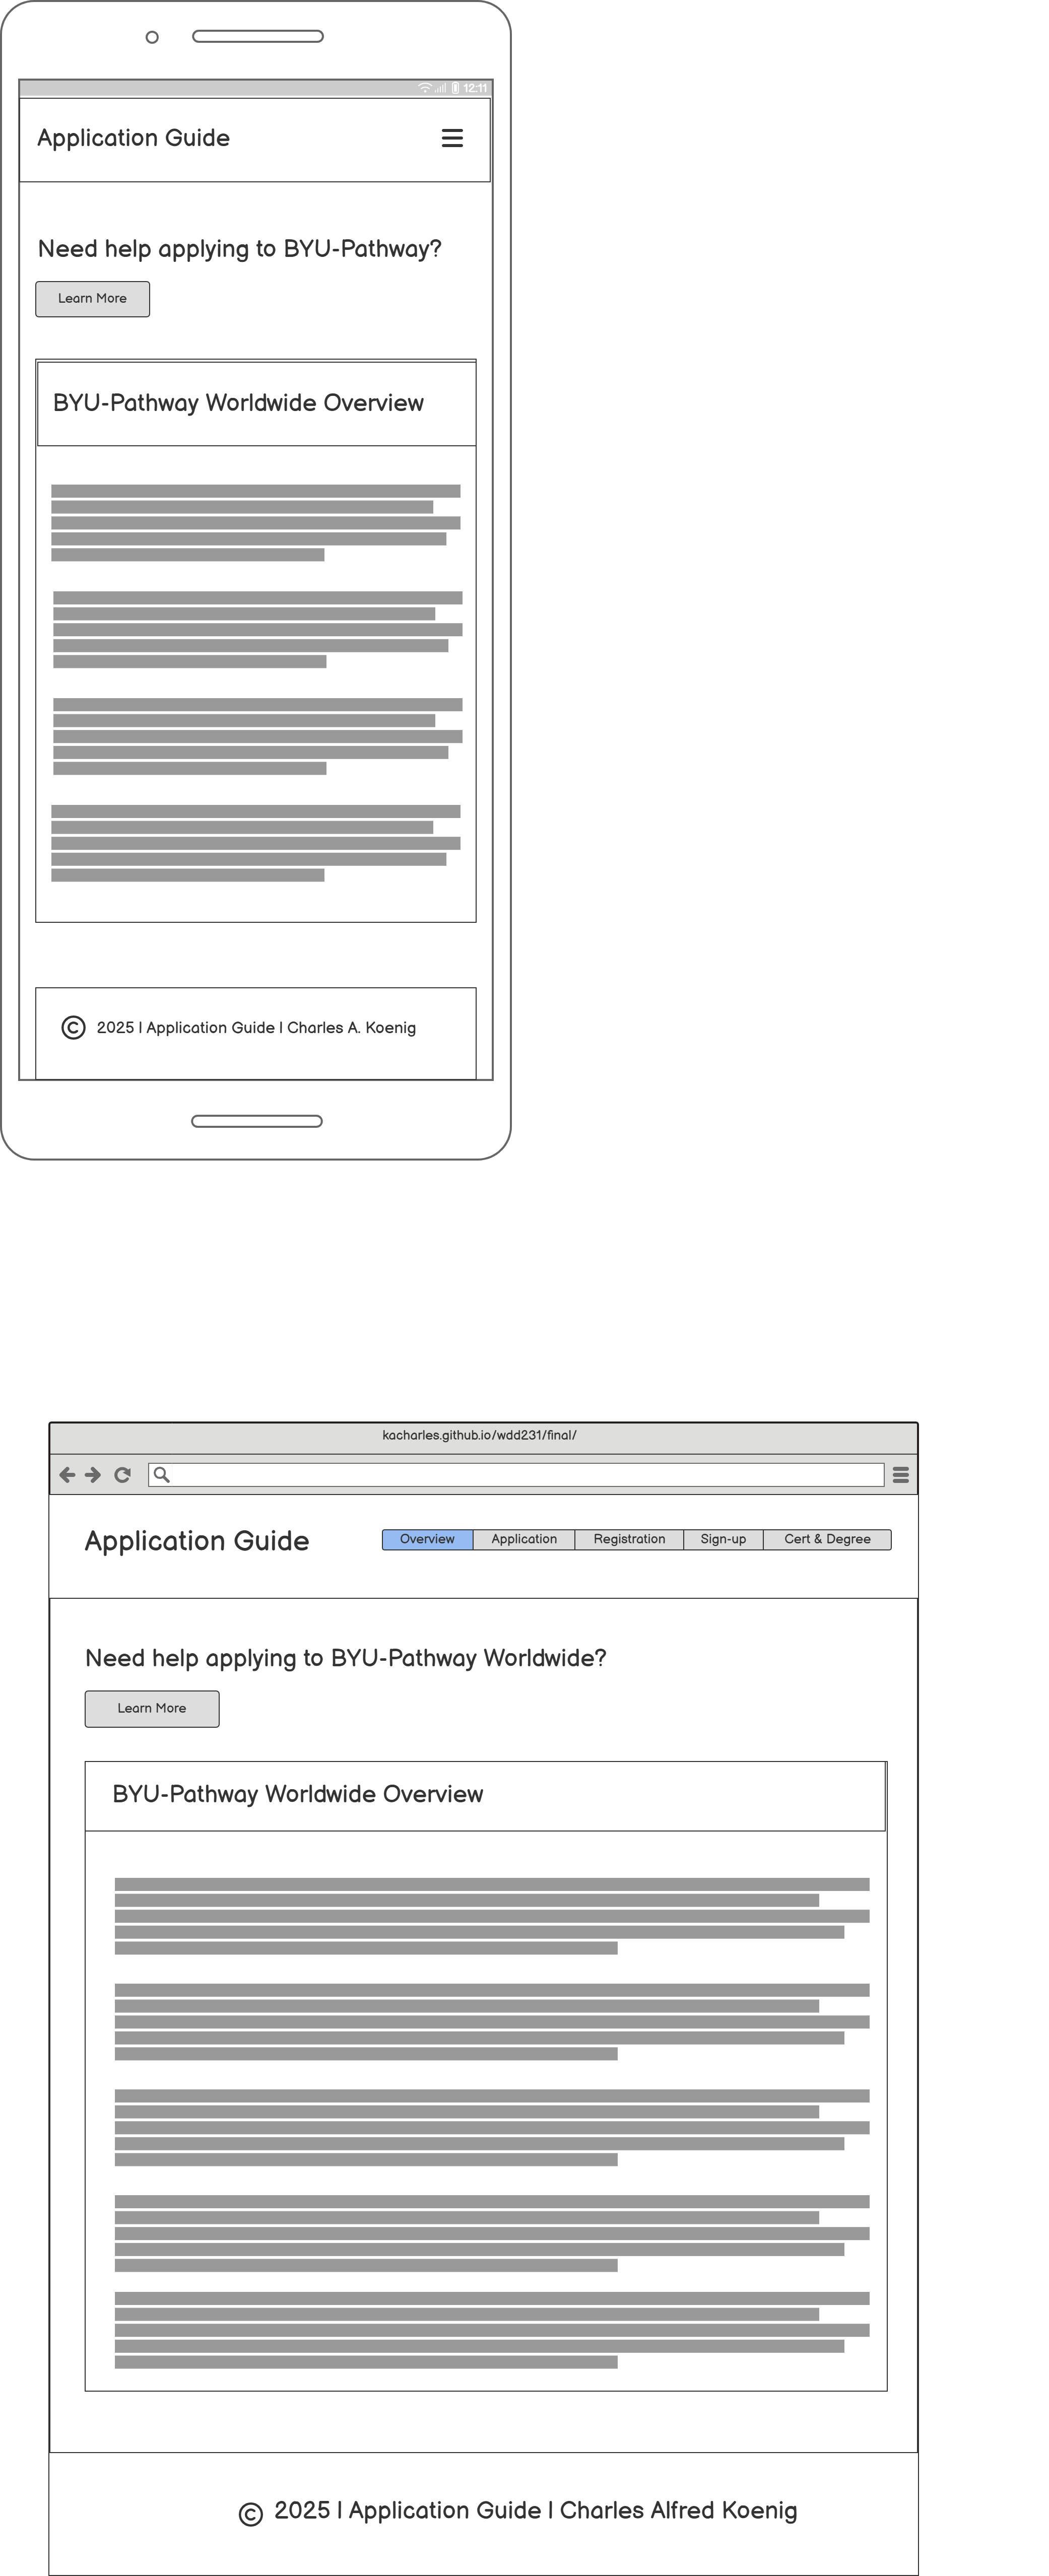 12:11
Application Guide
Need help applying to BYU-Pathway?
Learn More
BYU-Pathway Worldwide Overview
© 2025 | Application Guide | Charles A. Koenig
kacharles.github.io/wdd231/final/
Application Guide
Overview Application Registration Sign-up Cert & Degree
Need help applying to BYU-Pathway Worldwide?
Learn More
BYU-Pathway Worldwide Overview
© 2025 | Application Guide | Charles Alfred Koenig